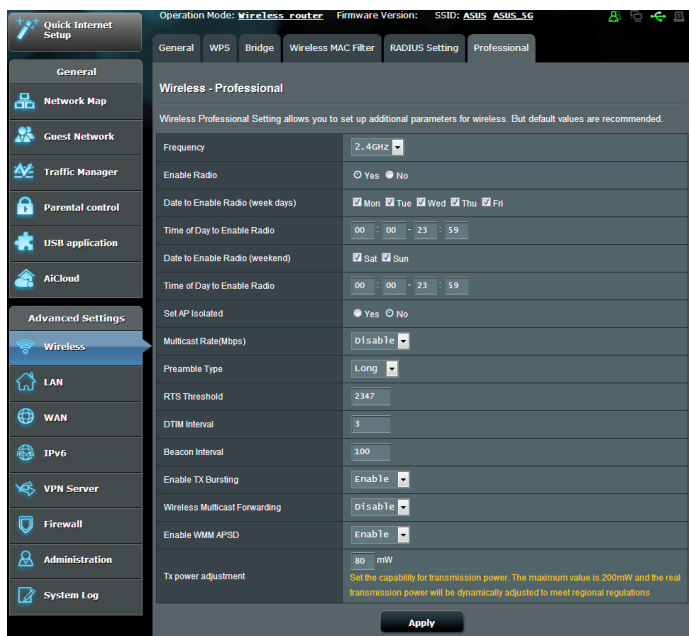 Operation Mode: Wireless router Firmware Version: SSID: ASUS ASUS_5G
Quick Internet
Setup
General
Network Map
Guest Network
Traffic Manager
Parental control
USB application
AiCloud
Advanced Settings
Wireless
LAN
WAN
IPv6
VPN Server
Firewall
Administration
System Log
General WPS Bridge Wireless MAC Filter RADIUS Setting Professional
Wireless - Professional
Wireless Professional Setting allows you to set up additional parameters for wireless. But default values are recommended.
Frequency 2.4GHz
Enable Radio Yes No
Date to Enable Radio (week days) Mon Tue Wed Thu Fri
Time of Day to Enable Radio 00 : 00 - 23 : 59
Date to Enable Radio (weekend) Sat Sun
Time of Day to Enable Radio 00 : 00 - 23 : 59
Set AP Isolated Yes No
Multicast Rate(Mbps) Disable
Preamble Type Long
RTS Threshold 2347
DTIM Interval 3
Beacon Interval 100
Enable TX Bursting Enable
Wireless Multicast Forwarding Disable
Enable WMM APSD Enable
Tx power adjustment 80 mW
Set the capability for transmission power. The maximum value is 200mW and the real
transmission power will be dynamically adjusted to meet regional regulations
Apply